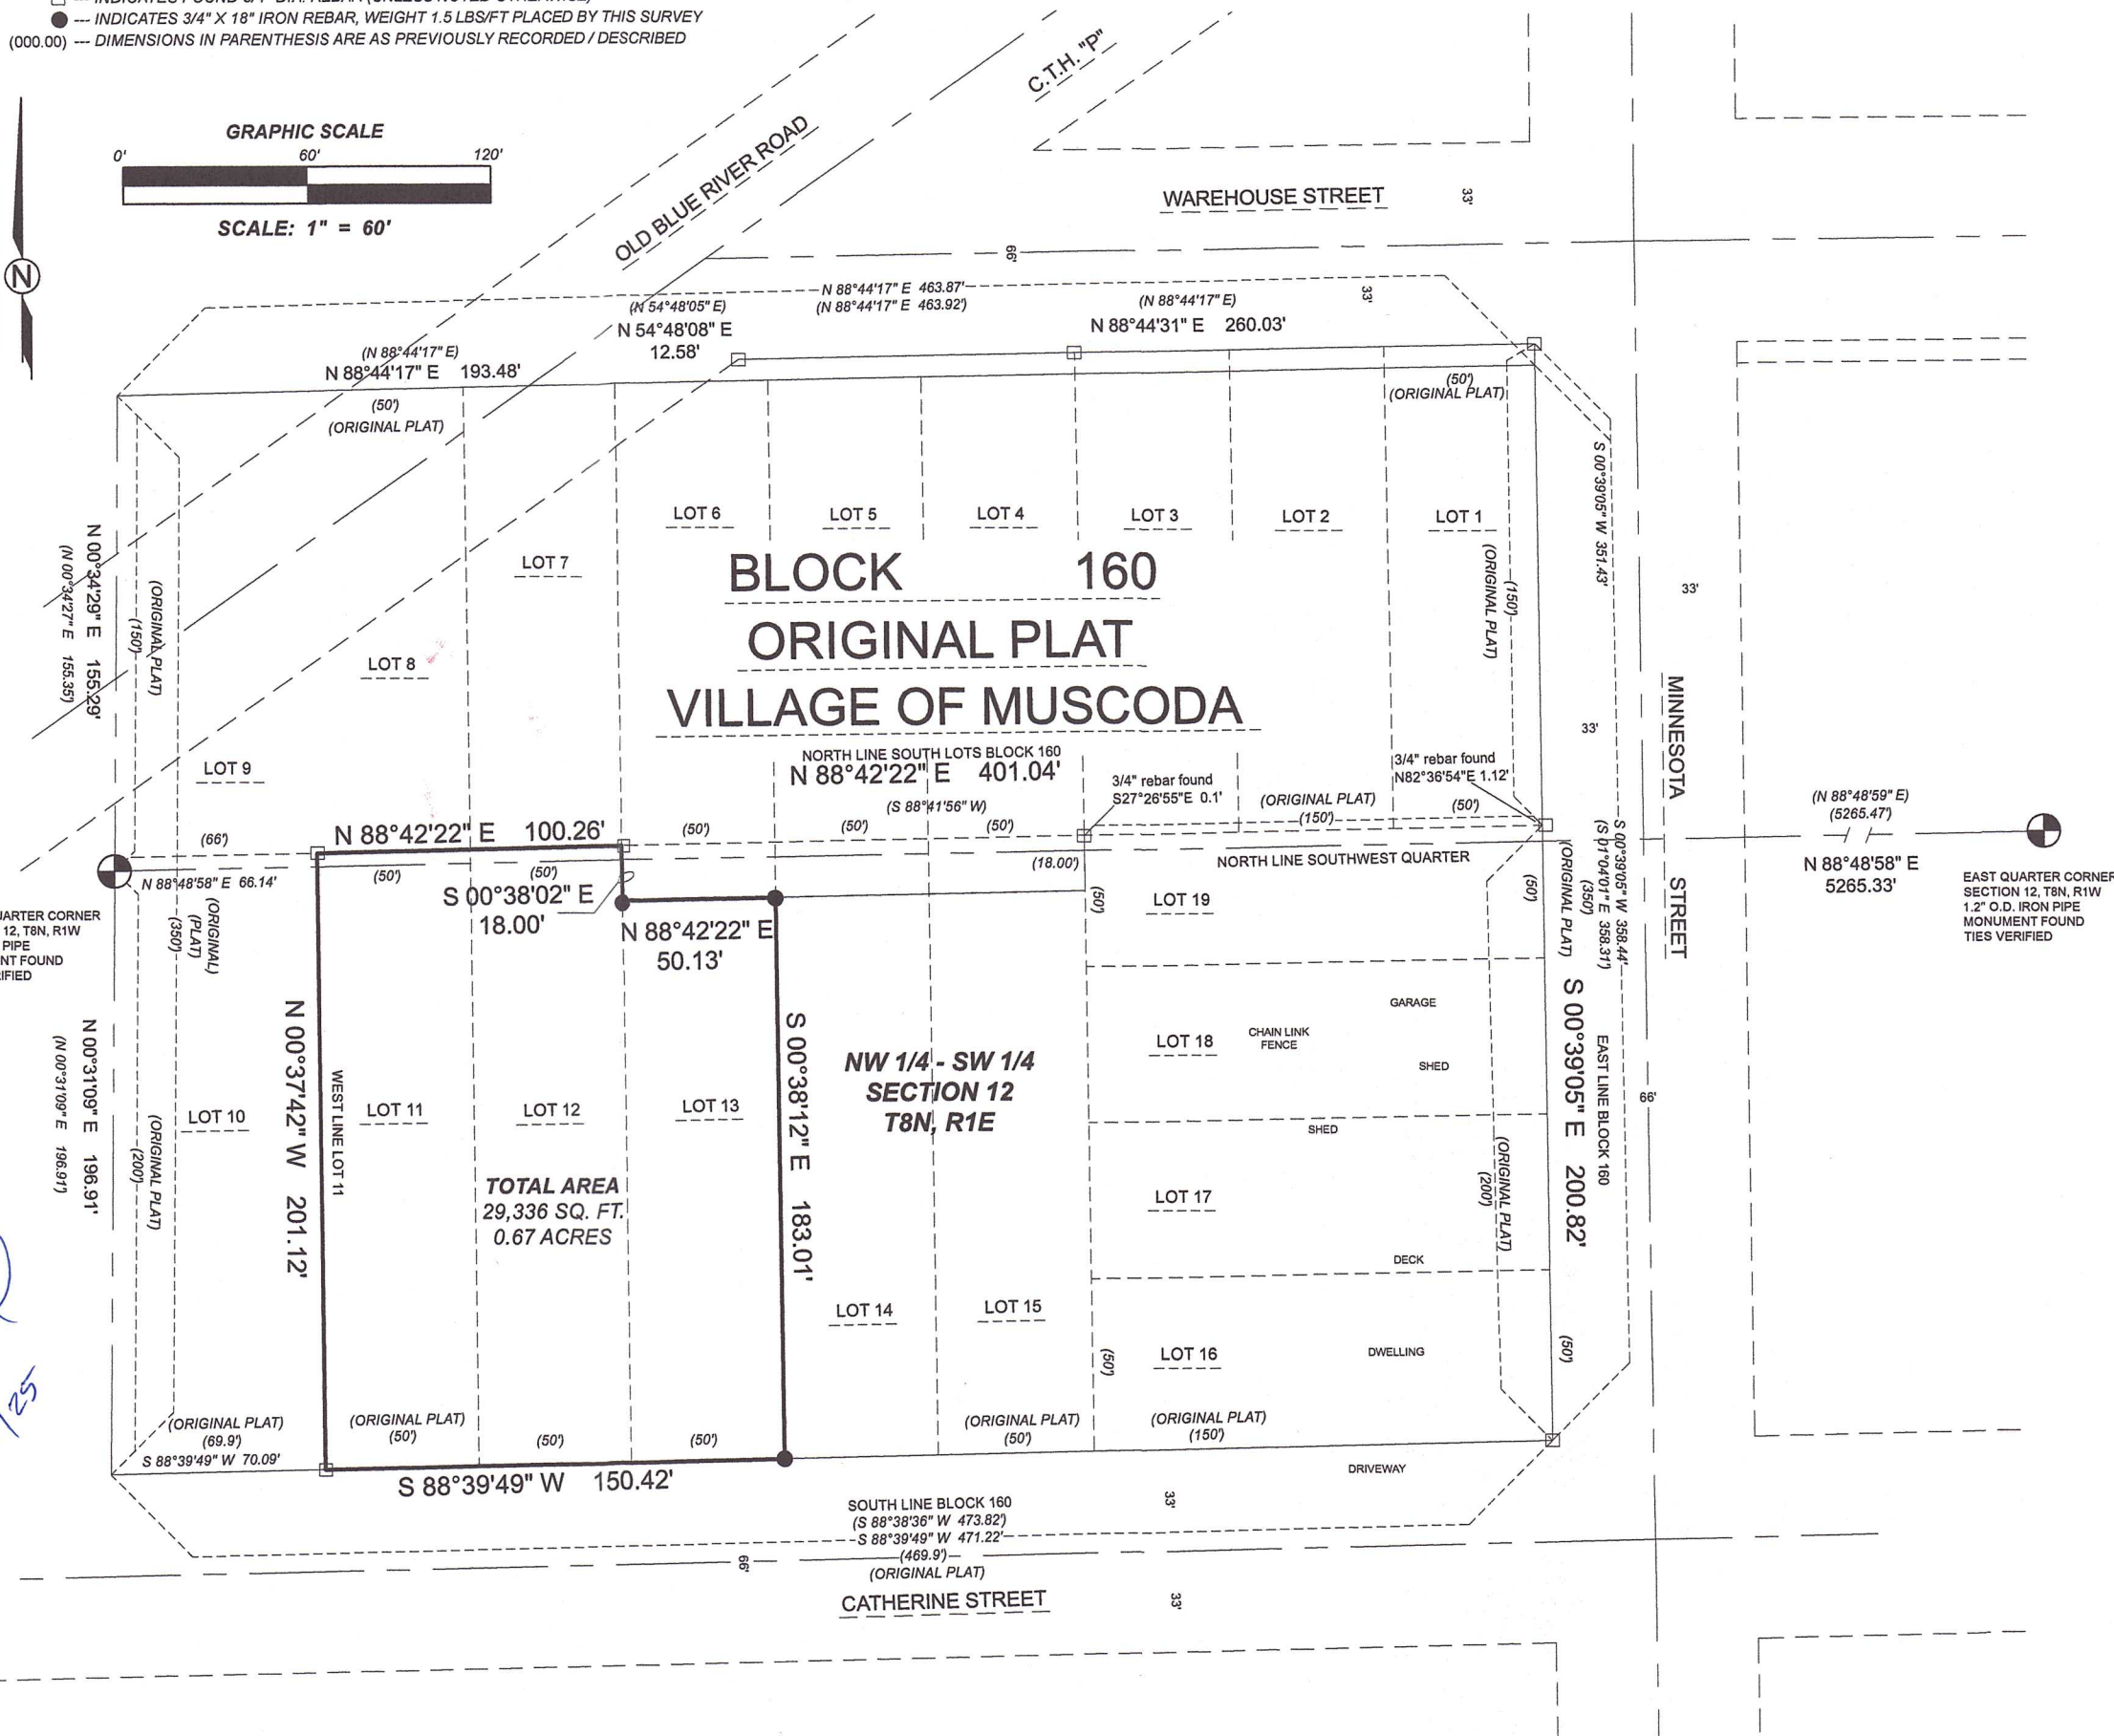 (000.00) --- DIMENSIONS IN PARENTHESIS ARE AS PREVIOUSLY RECORDED / DESCRIBED
--- INDICATES 3/4" X 18" IRON REBAR, WEIGHT 1.5 LBS/FT PLACED BY THIS SURVEY
GRAPHIC SCALE
0' 60' 120'
SCALE: 1" = 60'
N
OLD BLUE RIVER ROAD
C.T.H. "P"
WAREHOUSE STREET
33'
66'
33'
N 88°44'17" E 463.87'
(N 88°44'17" E 463.92')
(N 54°48'05" E)
N 54°48'08" E
12.58'
(N 88°44'17" E)
N 88°44'31" E 260.03'
(N 88°44'17" E)
N 88°44'17" E 193.48'
(50')
(ORIGINAL PLAT)
(50')
(ORIGINAL PLAT)
S 00°39'05" W 351.43'
LOT 6
LOT 5
LOT 4
LOT 3
LOT 2
LOT 1
LOT 7
LOT 8
LOT 9
(150')
(ORIGINAL PLAT)
N 00°34'29" E 155.29'
(N 00°34'27" E 155.35')
(150')
(ORIGINAL PLAT)
BLOCK 160
ORIGINAL PLAT
VILLAGE OF MUSCODA
33'
33'
MINNESOTA STREET
NORTH LINE SOUTH LOTS BLOCK 160
N 88°42'22" E 401.04'
(S 88°41'56" W)
3/4" rebar found
S27°26'55"E 0.1'
3/4" rebar found
N82°36'54"E 1.12'
(ORIGINAL PLAT)
(150')
(50')
(66')
N 88°42'22" E 100.26'
(50')
(50')
(50')
N 88°48'58" E 66.14'
(50')
(50')
(18.00')
NORTH LINE SOUTHWEST QUARTER
(N 88°48'59" E)
(5265.47')
N 88°48'58" E
5265.33'
EAST QUARTER CORNER
SECTION 12, T8N, R1W
1.2" O.D. IRON PIPE
MONUMENT FOUND
TIES VERIFIED
12, T8N, R1W
PIPE
S 00°38'02" E
18.00'
N 88°42'22" E
50.13'
(ORIGINAL)
(PLAT)
(350')
(50')
(50')
(ORIGINAL PLAT)
(350')
(S 01°04'01" E 358.31')
S 00°39'05" W 358.44'
LOT 19
GARAGE
CHAIN LINK
FENCE
LOT 18
SHED
SHED
LOT 17
DECK
LOT 16
DWELLING
N 00°31'09" E 196.91'
(N 00°31'09" E 196.91')
(200')
(ORIGINAL PLAT)
LOT 10
N 00°37'42" W 201.12'
WEST LINE LOT 11
LOT 11
LOT 12
LOT 13
S 00°38'12" E 183.01'
NW 1/4 - SW 1/4
SECTION 12
T8N, R1E
TOTAL AREA
29,336 SQ. FT.
0.67 ACRES
LOT 14
LOT 15
(200')
(ORIGINAL PLAT)
S 00°39'05" E 200.82'
EAST LINE BLOCK 160
66'
(50')
(50')
(ORIGINAL PLAT)
(69.9')
S 88°39'49" W 70.09'
(ORIGINAL PLAT)
(50')
(50')
(50')
(ORIGINAL PLAT)
(50')
(ORIGINAL PLAT)
(150')
S 88°39'49" W 150.42'
DRIVEWAY
SOUTH LINE BLOCK 160
(S 88°38'36" W 473.82')
S 88°39'49" W 471.22'
(469.9')
(ORIGINAL PLAT)
33'
66'
CATHERINE STREET
33'